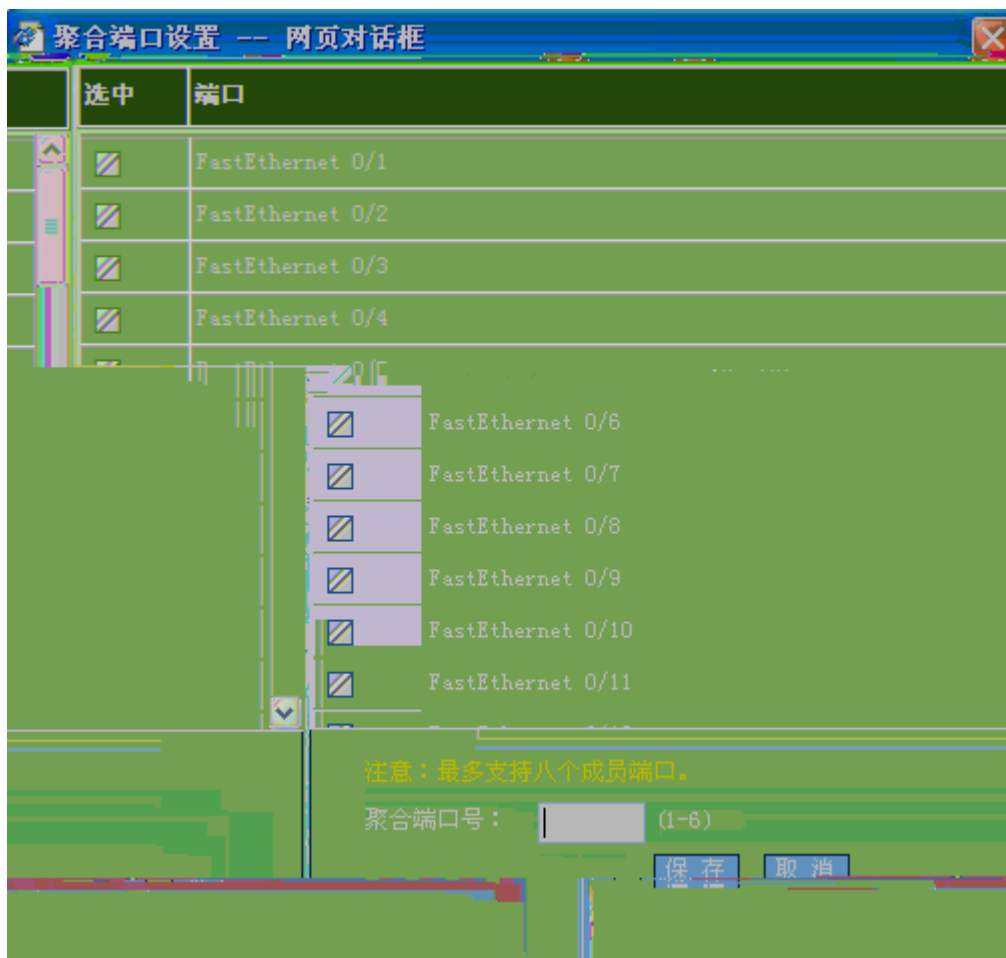 聚合端口设置 -- 网页对话框
选中 端口
FastEthernet 0/1
FastEthernet 0/2
FastEthernet 0/3
FastEthernet 0/4
FastEthernet 0/6
FastEthernet 0/7
FastEthernet 0/8
FastEthernet 0/9
FastEthernet 0/10
FastEthernet 0/11
注意：最多支持八个成员端口。
聚合端口号： (1-6)
保存 取消